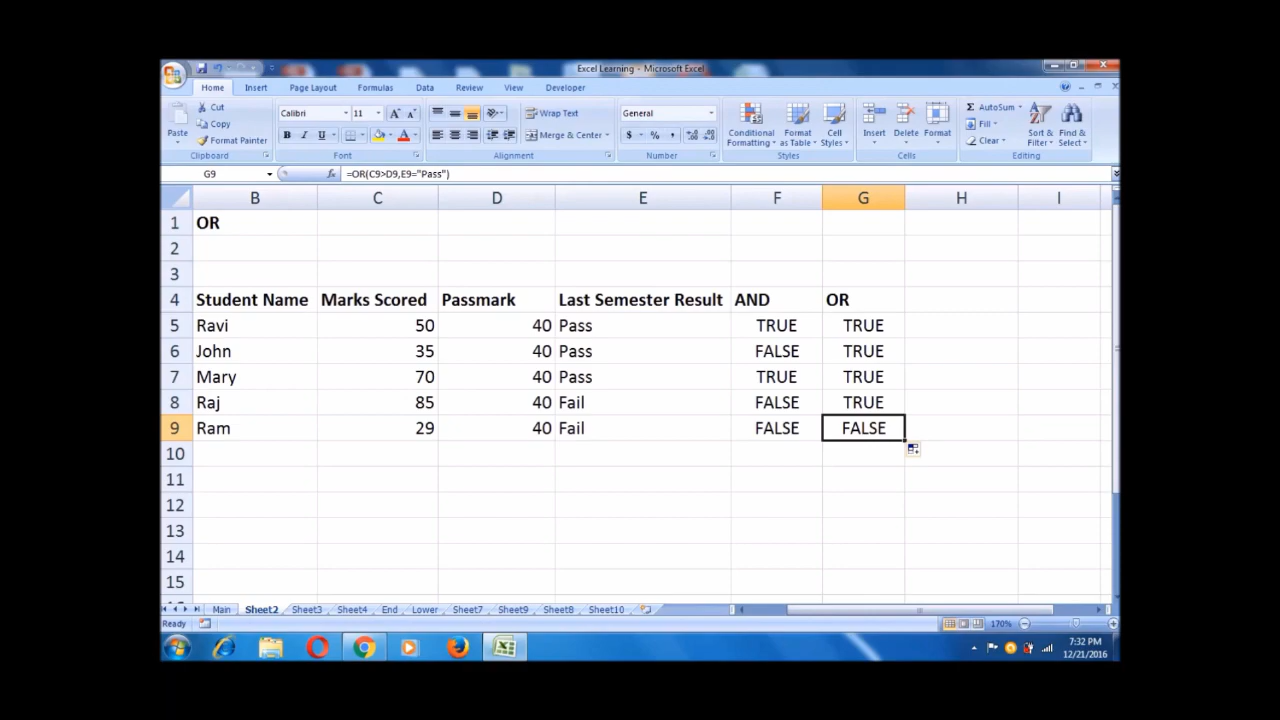 Excel Learning - Microsoft Excel
Home Insert Page Layout Formulas Data Review View Developer
Paste Cut Copy Format Painter Clipboard
Calibri 11 A A B I U A Font
Wrap Text Merge & Center Alignment
General $ % , Number
Conditional Formatting Format as Table Cell Styles Styles
Insert Delete Format Cells
AutoSum Fill Clear Sort & Filter Find & Select Editing
G9 fx =OR(C9>D9,E9="Pass")
B C D E F G H I
1 OR
2
3
4 Student Name Marks Scored Passmark Last Semester Result AND OR
5 Ravi 50 40 Pass TRUE TRUE
6 John 35 40 Pass FALSE TRUE
7 Mary 70 40 Pass TRUE TRUE
8 Raj 85 40 Fail FALSE TRUE
9 Ram 29 40 Fail FALSE FALSE
10
11
12
13
14
15
Main Sheet2 Sheet3 Sheet4 End Lower Sheet7 Sheet9 Sheet8 Sheet10
Ready 170%
7:32 PM
12/21/2016